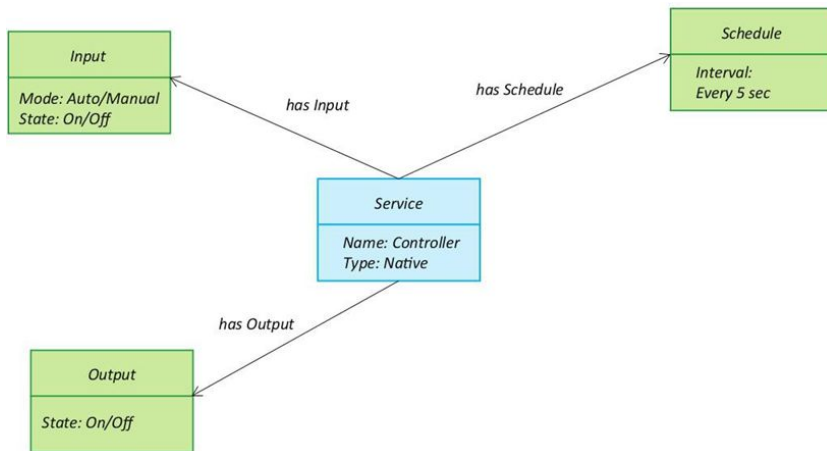 Input
Mode: Auto/Manual
State: On/Off
has Input
has Schedule
Schedule
Interval:
Every 5 sec
Service
Name: Controller
Type: Native
has Output
Output
State: On/Off